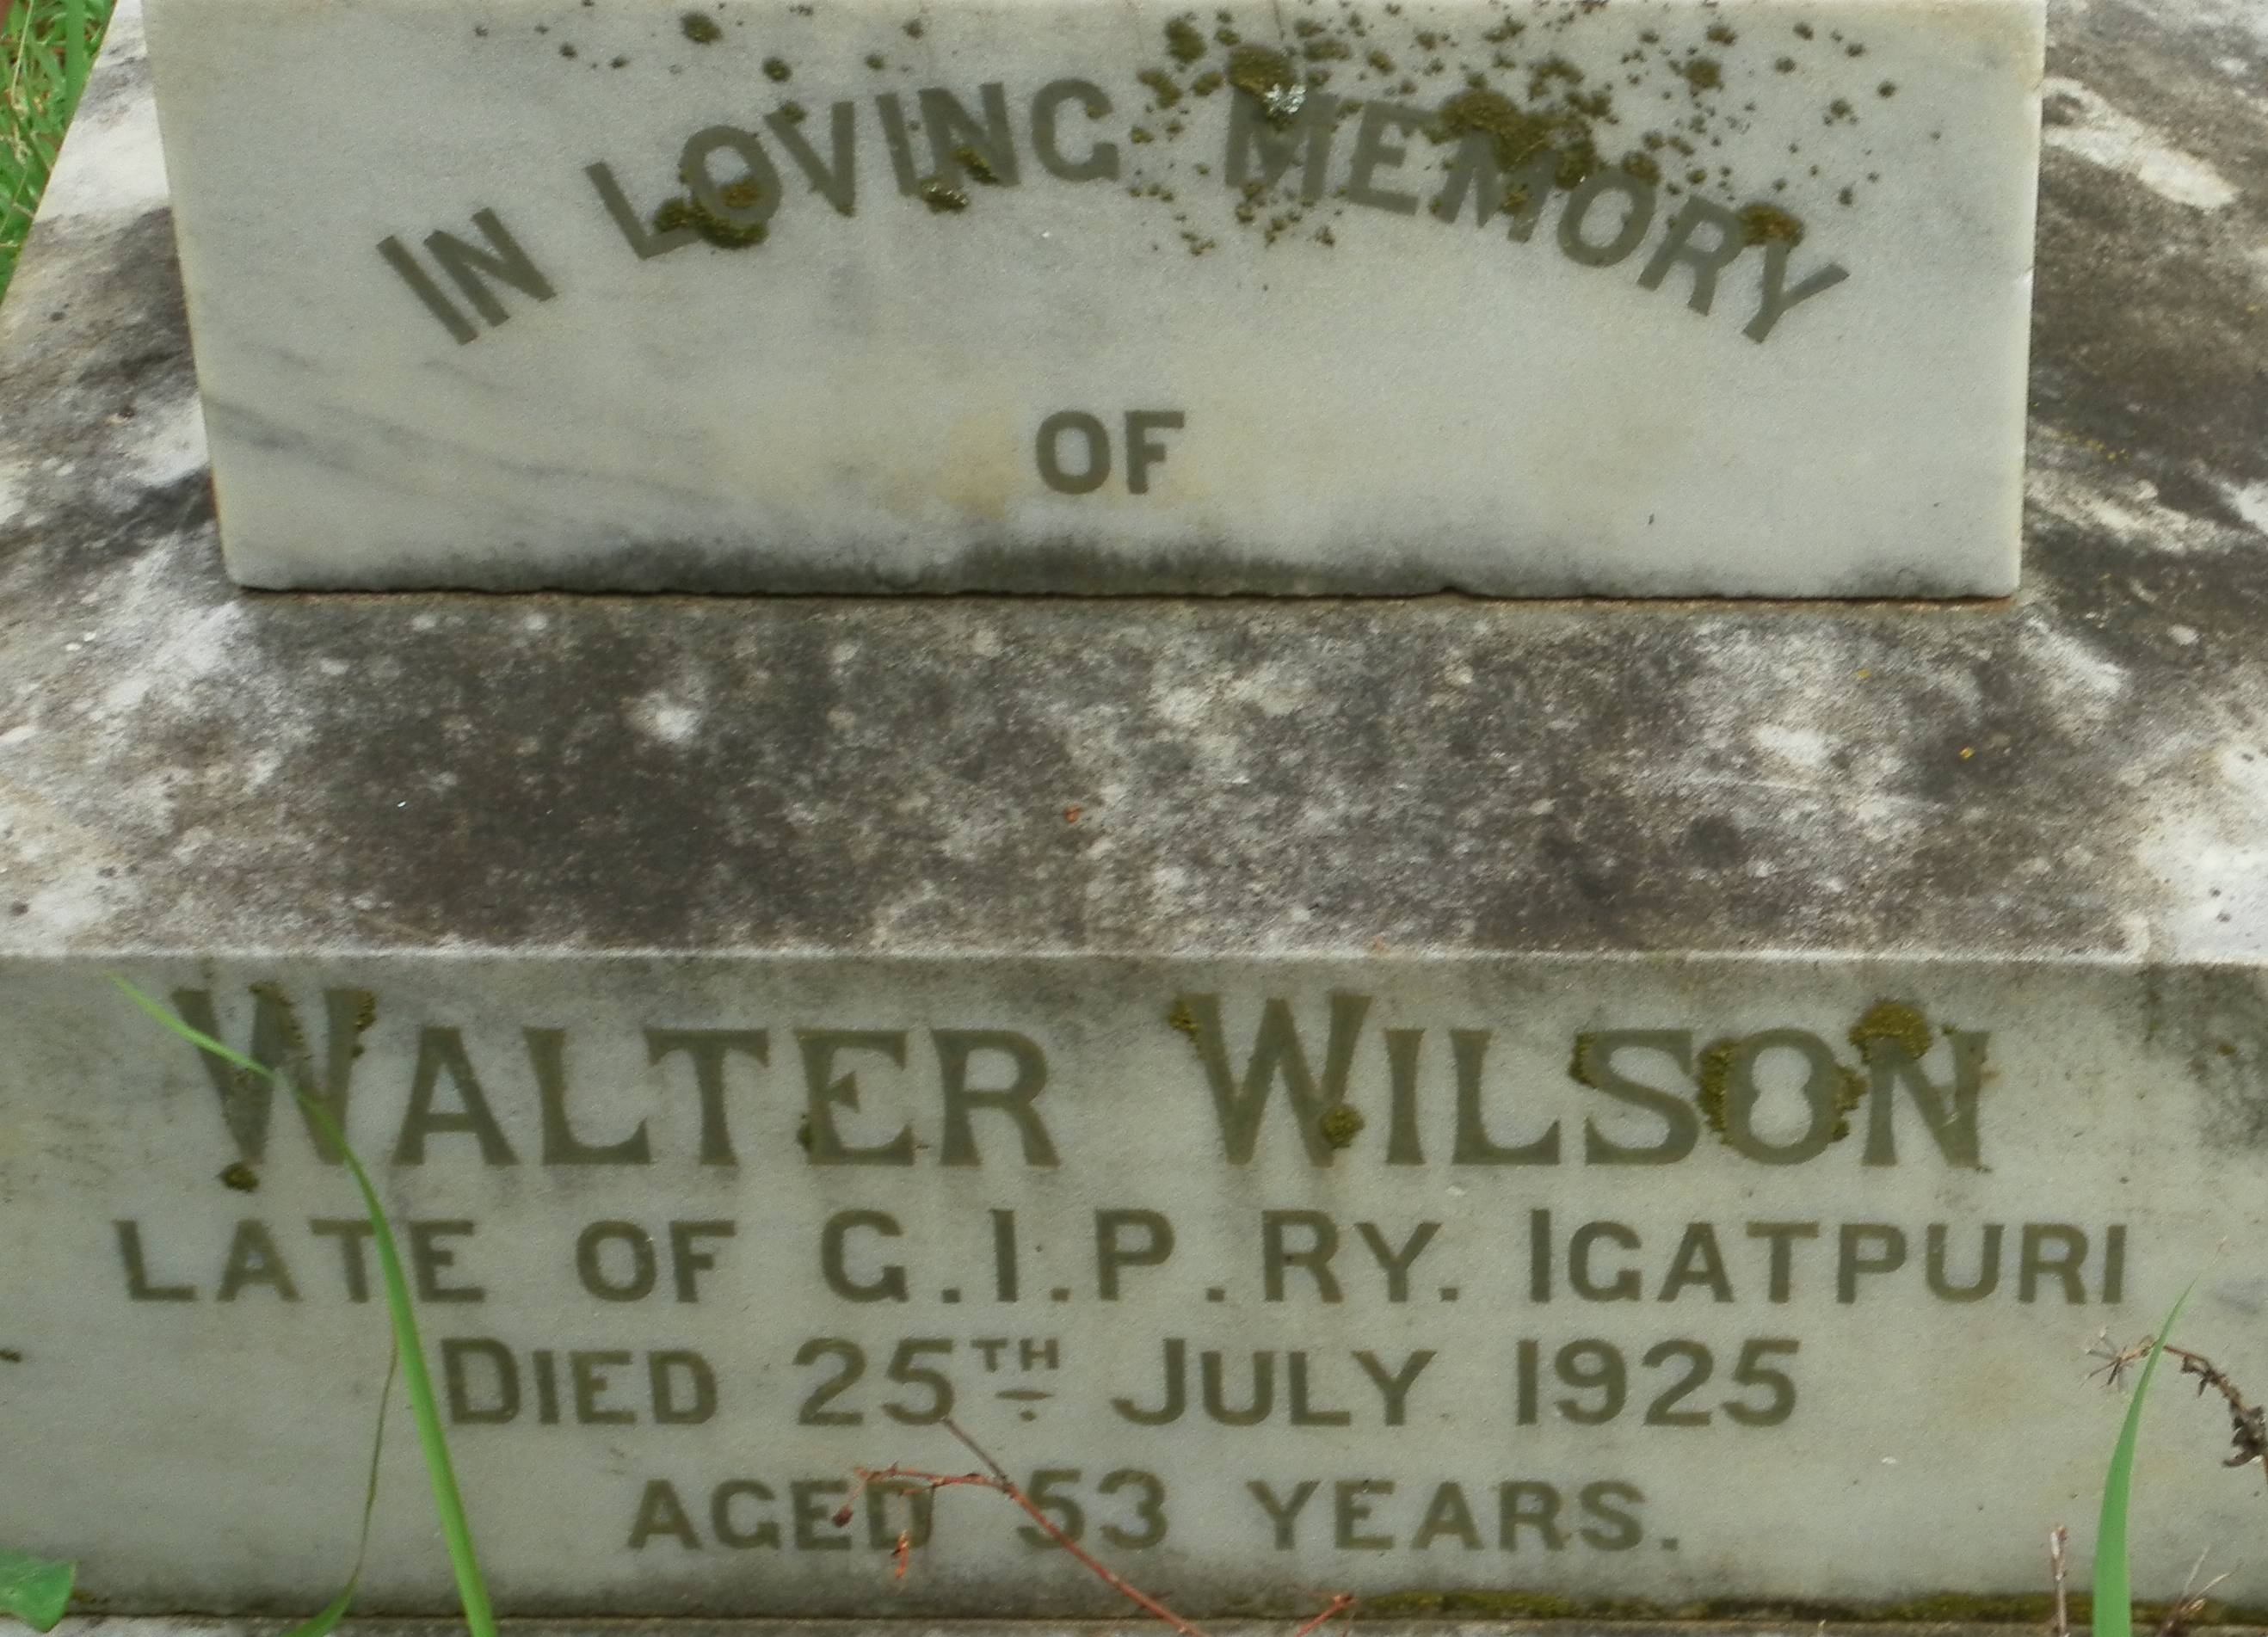 IN LOVING MEMORY
OF
WALTER WILSON
LATE OF G.I.P.RY. IGATPURI
DIED 25TH JULY 1925
AGED 53 YEARS.